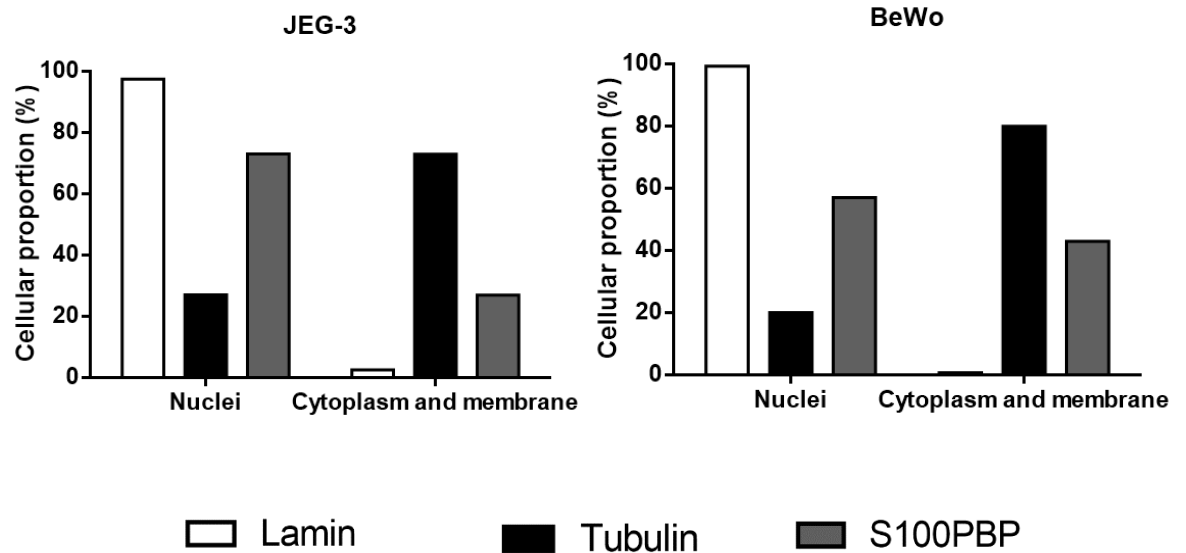 JEG-3
Cellular proportion (%)
100
80
60
40
20
0
Nuclei
Cytoplasm and membrane
BeWo
Cellular proportion (%)
100
80
60
40
20
0
Nuclei
Cytoplasm and membrane
Lamin
Tubulin
S100PBP